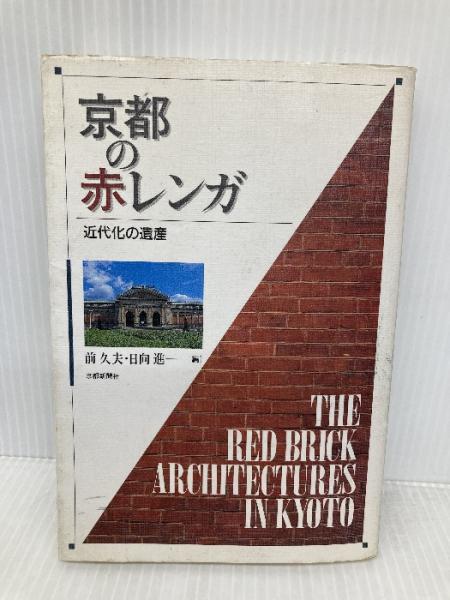 京都
の
赤レンガ
近代化の遺産
前 久夫・日向 進一 編
京都新聞社
THE
RED BRICK
ARCHITECTURES
IN KYOTO